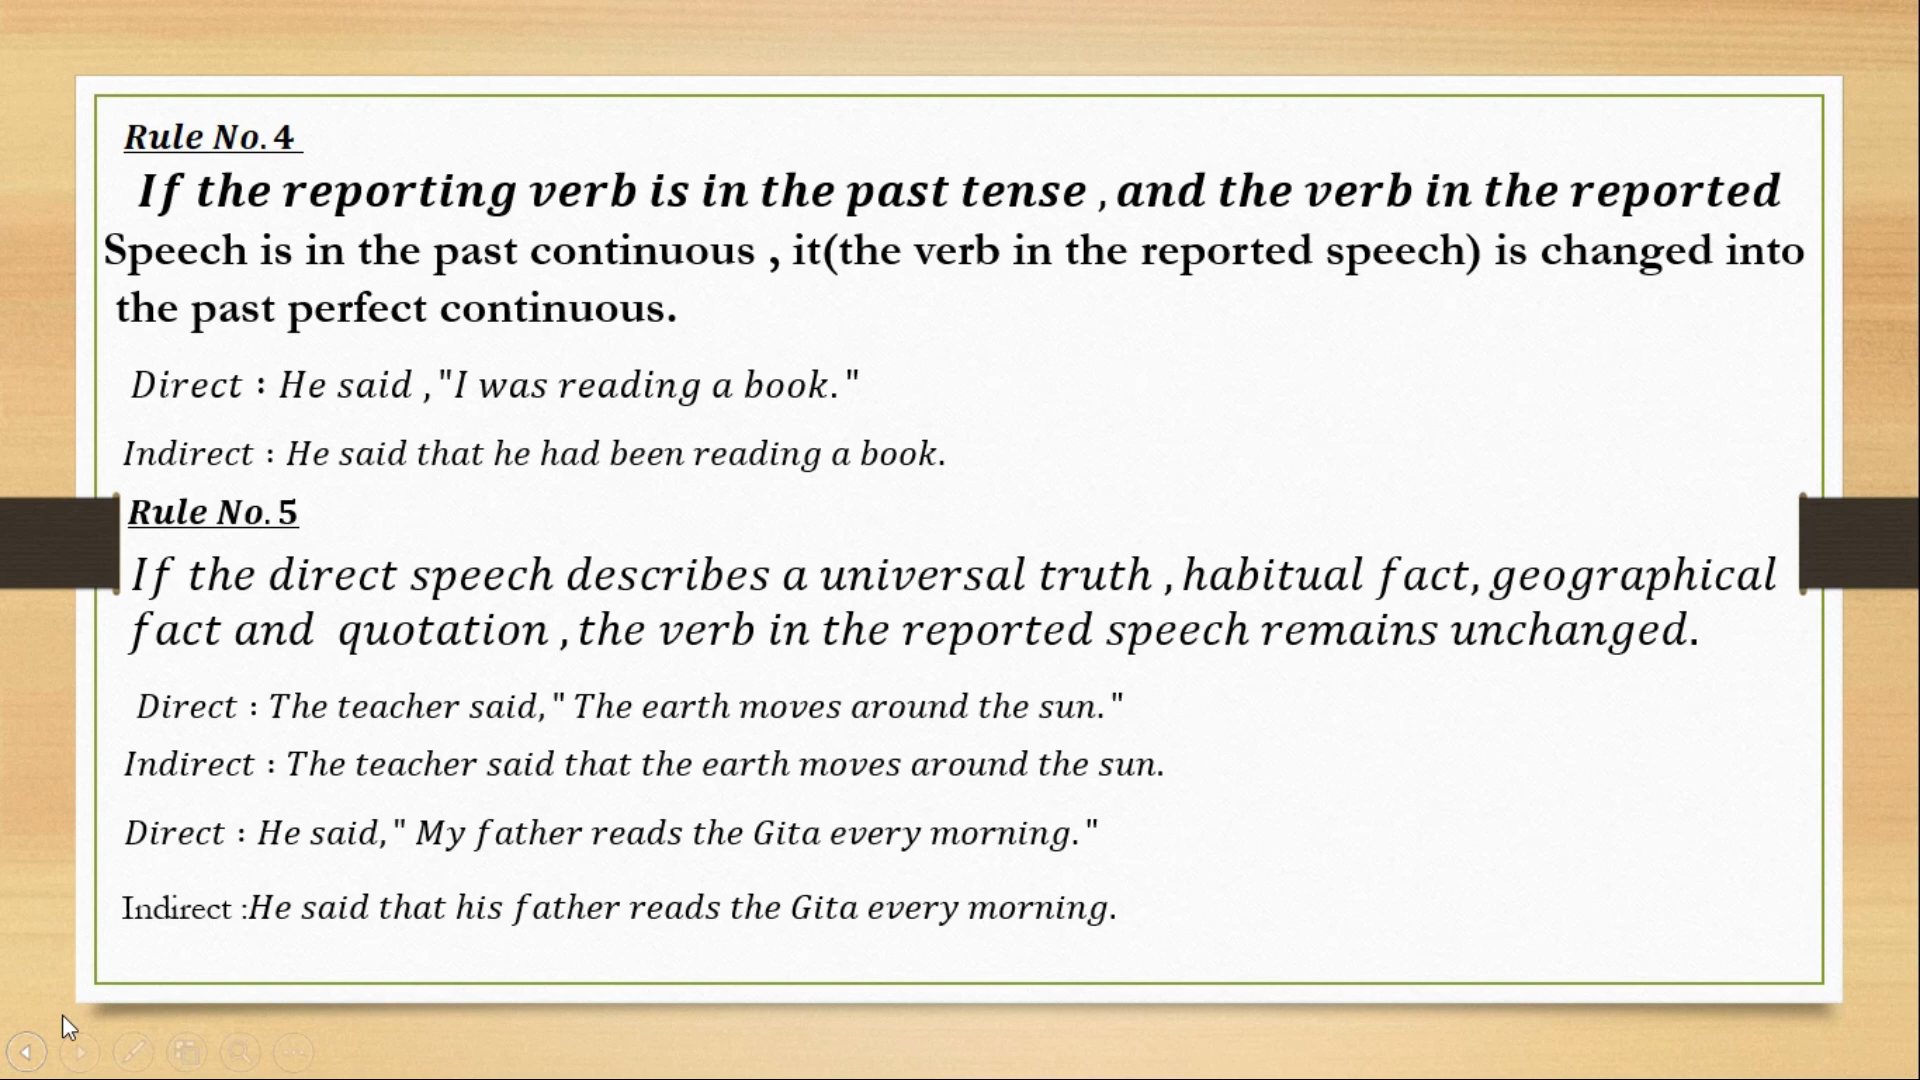 Rule No.4
If the reporting verb is in the past tense ,and the verb in the reported
Speech is in the past continuous , it(the verb in the reported speech) is changed into
the past perfect continuous.
Direct : He said ,"I was reading a book."
Indirect : He said that he had been reading a book.
Rule No.5
If the direct speech describes a universal truth ,habitual fact, geographical
fact and quotation ,the verb in the reported speech remains unchanged.
Direct : The teacher said," The earth moves around the sun."
Indirect : The teacher said that the earth moves around the sun.
Direct : He said," My father reads the Gita every morning."
Indirect :He said that his father reads the Gita every morning.